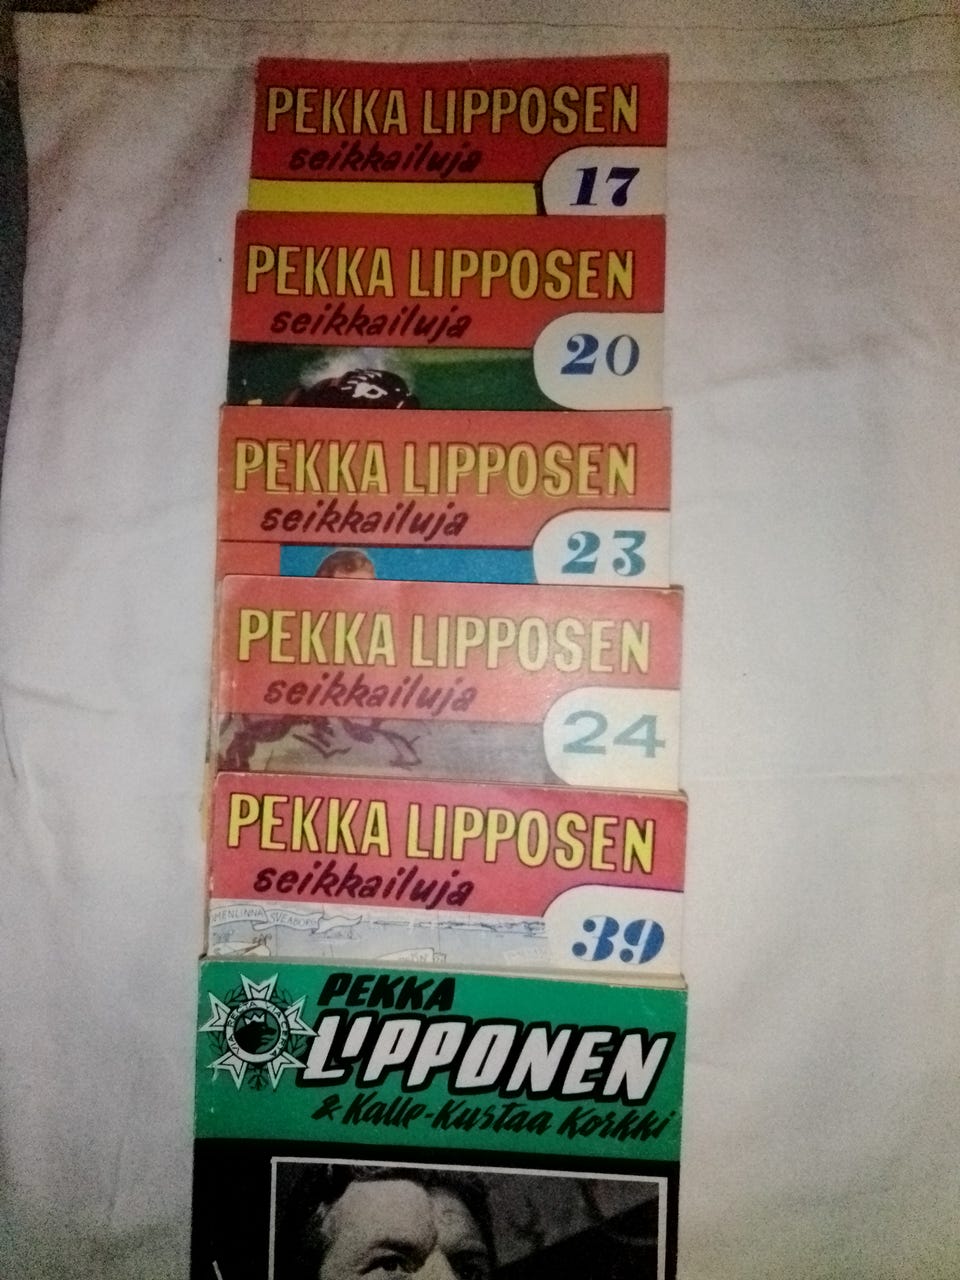 PEKKA LIPPOSEN
seikkailuja
17
PEKKA LIPPOSEN
seikkailuja
20
PEKKA LIPPOSEN
seikkailuja
23
PEKKA LIPPOSEN
seikkailuja
24
PEKKA LIPPOSEN
seikkailuja
39
SVEABORG
PEKKA
LIPPONEN
& Kalle-Kustaa Korkki